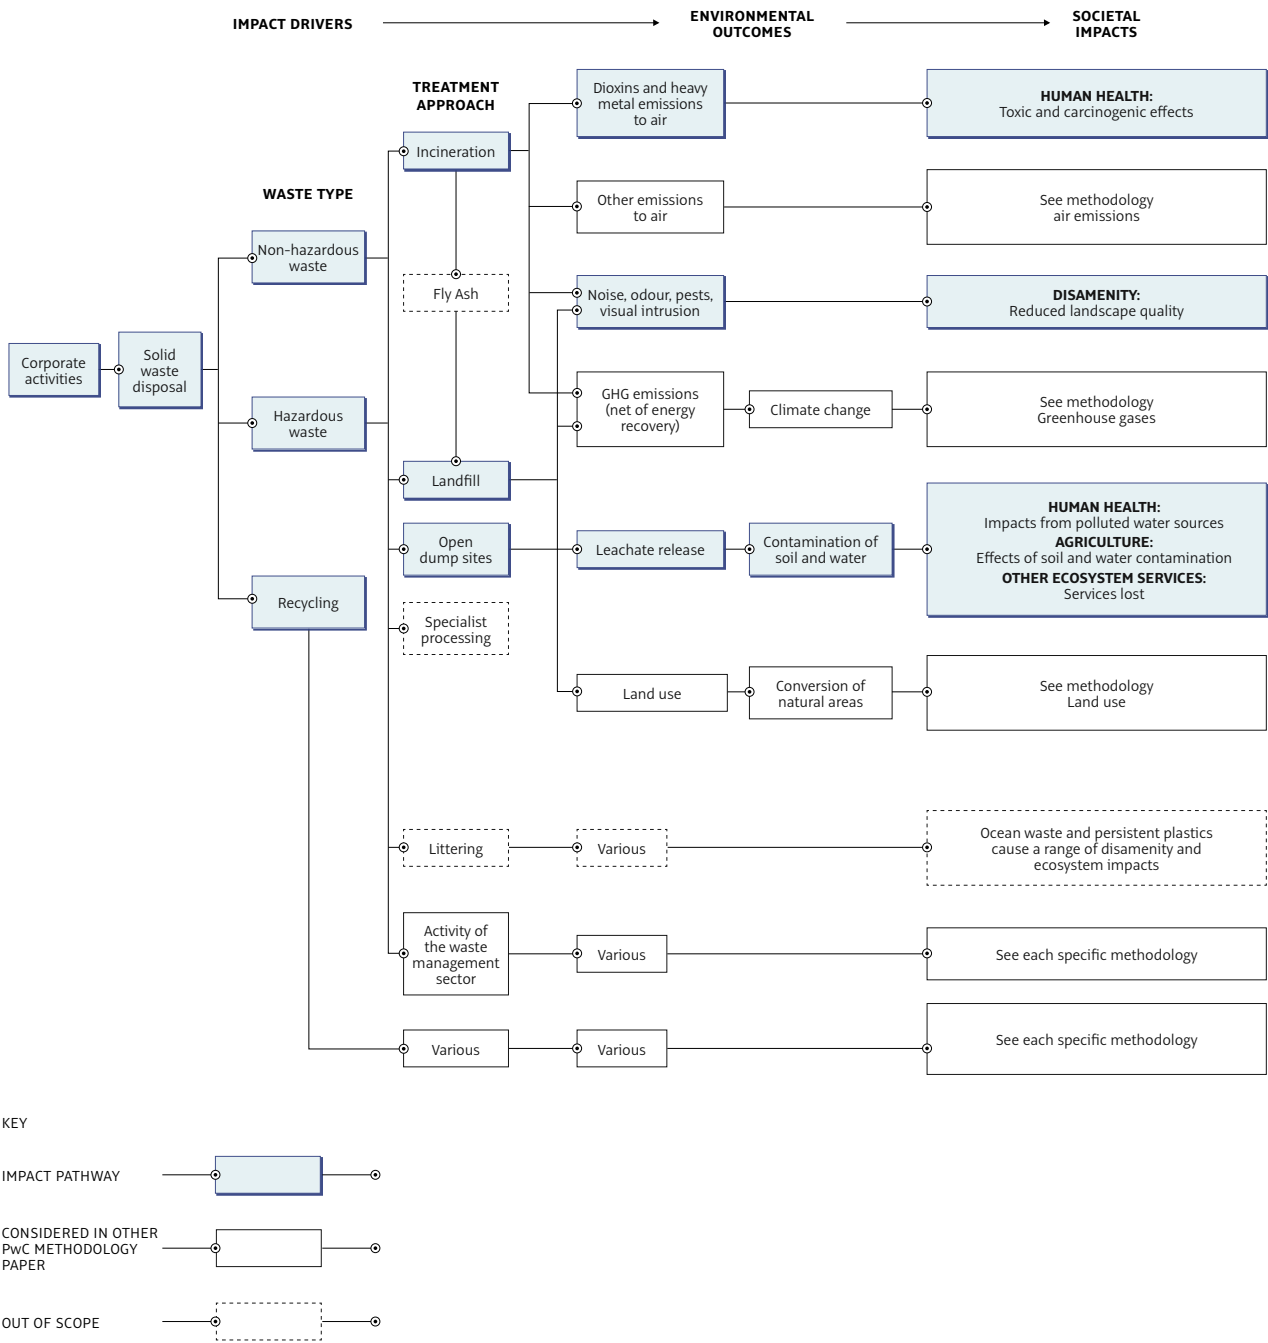 IMPACT DRIVERS
ENVIRONMENTAL
OUTCOMES
SOCIETAL
IMPACTS
TREATMENT
APPROACH
WASTE TYPE
Corporate
activities
Solid
waste
disposal
Non-hazardous
waste
Hazardous
waste
Recycling
Incineration
Fly Ash
Landfill
Open
dump sites
Specialist
processing
Littering
Activity of
the waste
management
sector
Various
Dioxins and heavy
metal emissions
to air
Other emissions
to air
Noise, odour, pests,
visual intrusion
GHG emissions
(net of energy
recovery)
Climate change
Leachate release
Contamination of
soil and water
Land use
Conversion of
natural areas
Various
Various
Various
HUMAN HEALTH:
Toxic and carcinogenic effects
See methodology
air emissions
DISAMENITY:
Reduced landscape quality
See methodology
Greenhouse gases
HUMAN HEALTH:
Impacts from polluted water sources
AGRICULTURE:
Effects of soil and water contamination
OTHER ECOSYSTEM SERVICES:
Services lost
See methodology
Land use
Ocean waste and persistent plastics
cause a range of disamenity and
ecosystem impacts
See each specific methodology
See each specific methodology
KEY
IMPACT PATHWAY
CONSIDERED IN OTHER
PwC METHODOLOGY
PAPER
OUT OF SCOPE